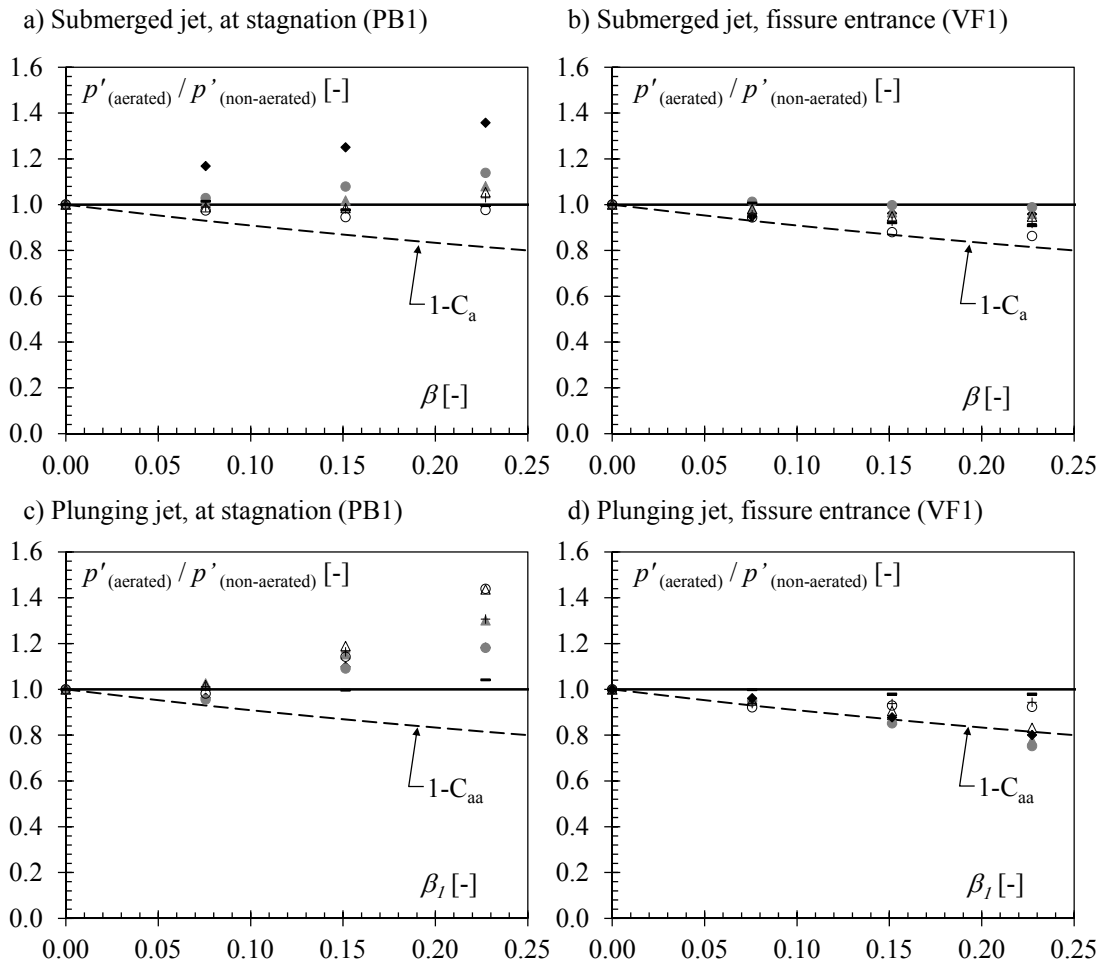 a) Submerged jet, at stagnation (PB1)
1.6
p'(aerated) / p'(non-aerated) [-]
1.4
1.2
1.0
0.8
0.6
1-Ca
0.4
0.2
β [-]
0.0
0.00 0.05 0.10 0.15 0.20 0.25
b) Submerged jet, fissure entrance (VF1)
1.6
p'(aerated) / p'(non-aerated) [-]
1.4
1.2
1.0
0.8
0.6
1-Ca
0.4
0.2
β [-]
0.0
0.00 0.05 0.10 0.15 0.20 0.25
c) Plunging jet, at stagnation (PB1)
1.6
p'(aerated) / p'(non-aerated) [-]
1.4
1.2
1.0
0.8
0.6
1-Caa
0.4
0.2
β1 [-]
0.0
0.00 0.05 0.10 0.15 0.20 0.25
d) Plunging jet, fissure entrance (VF1)
1.6
p'(aerated) / p'(non-aerated) [-]
1.4
1.2
1.0
0.8
0.6
1-Caa
0.4
0.2
β1 [-]
0.0
0.00 0.05 0.10 0.15 0.20 0.25